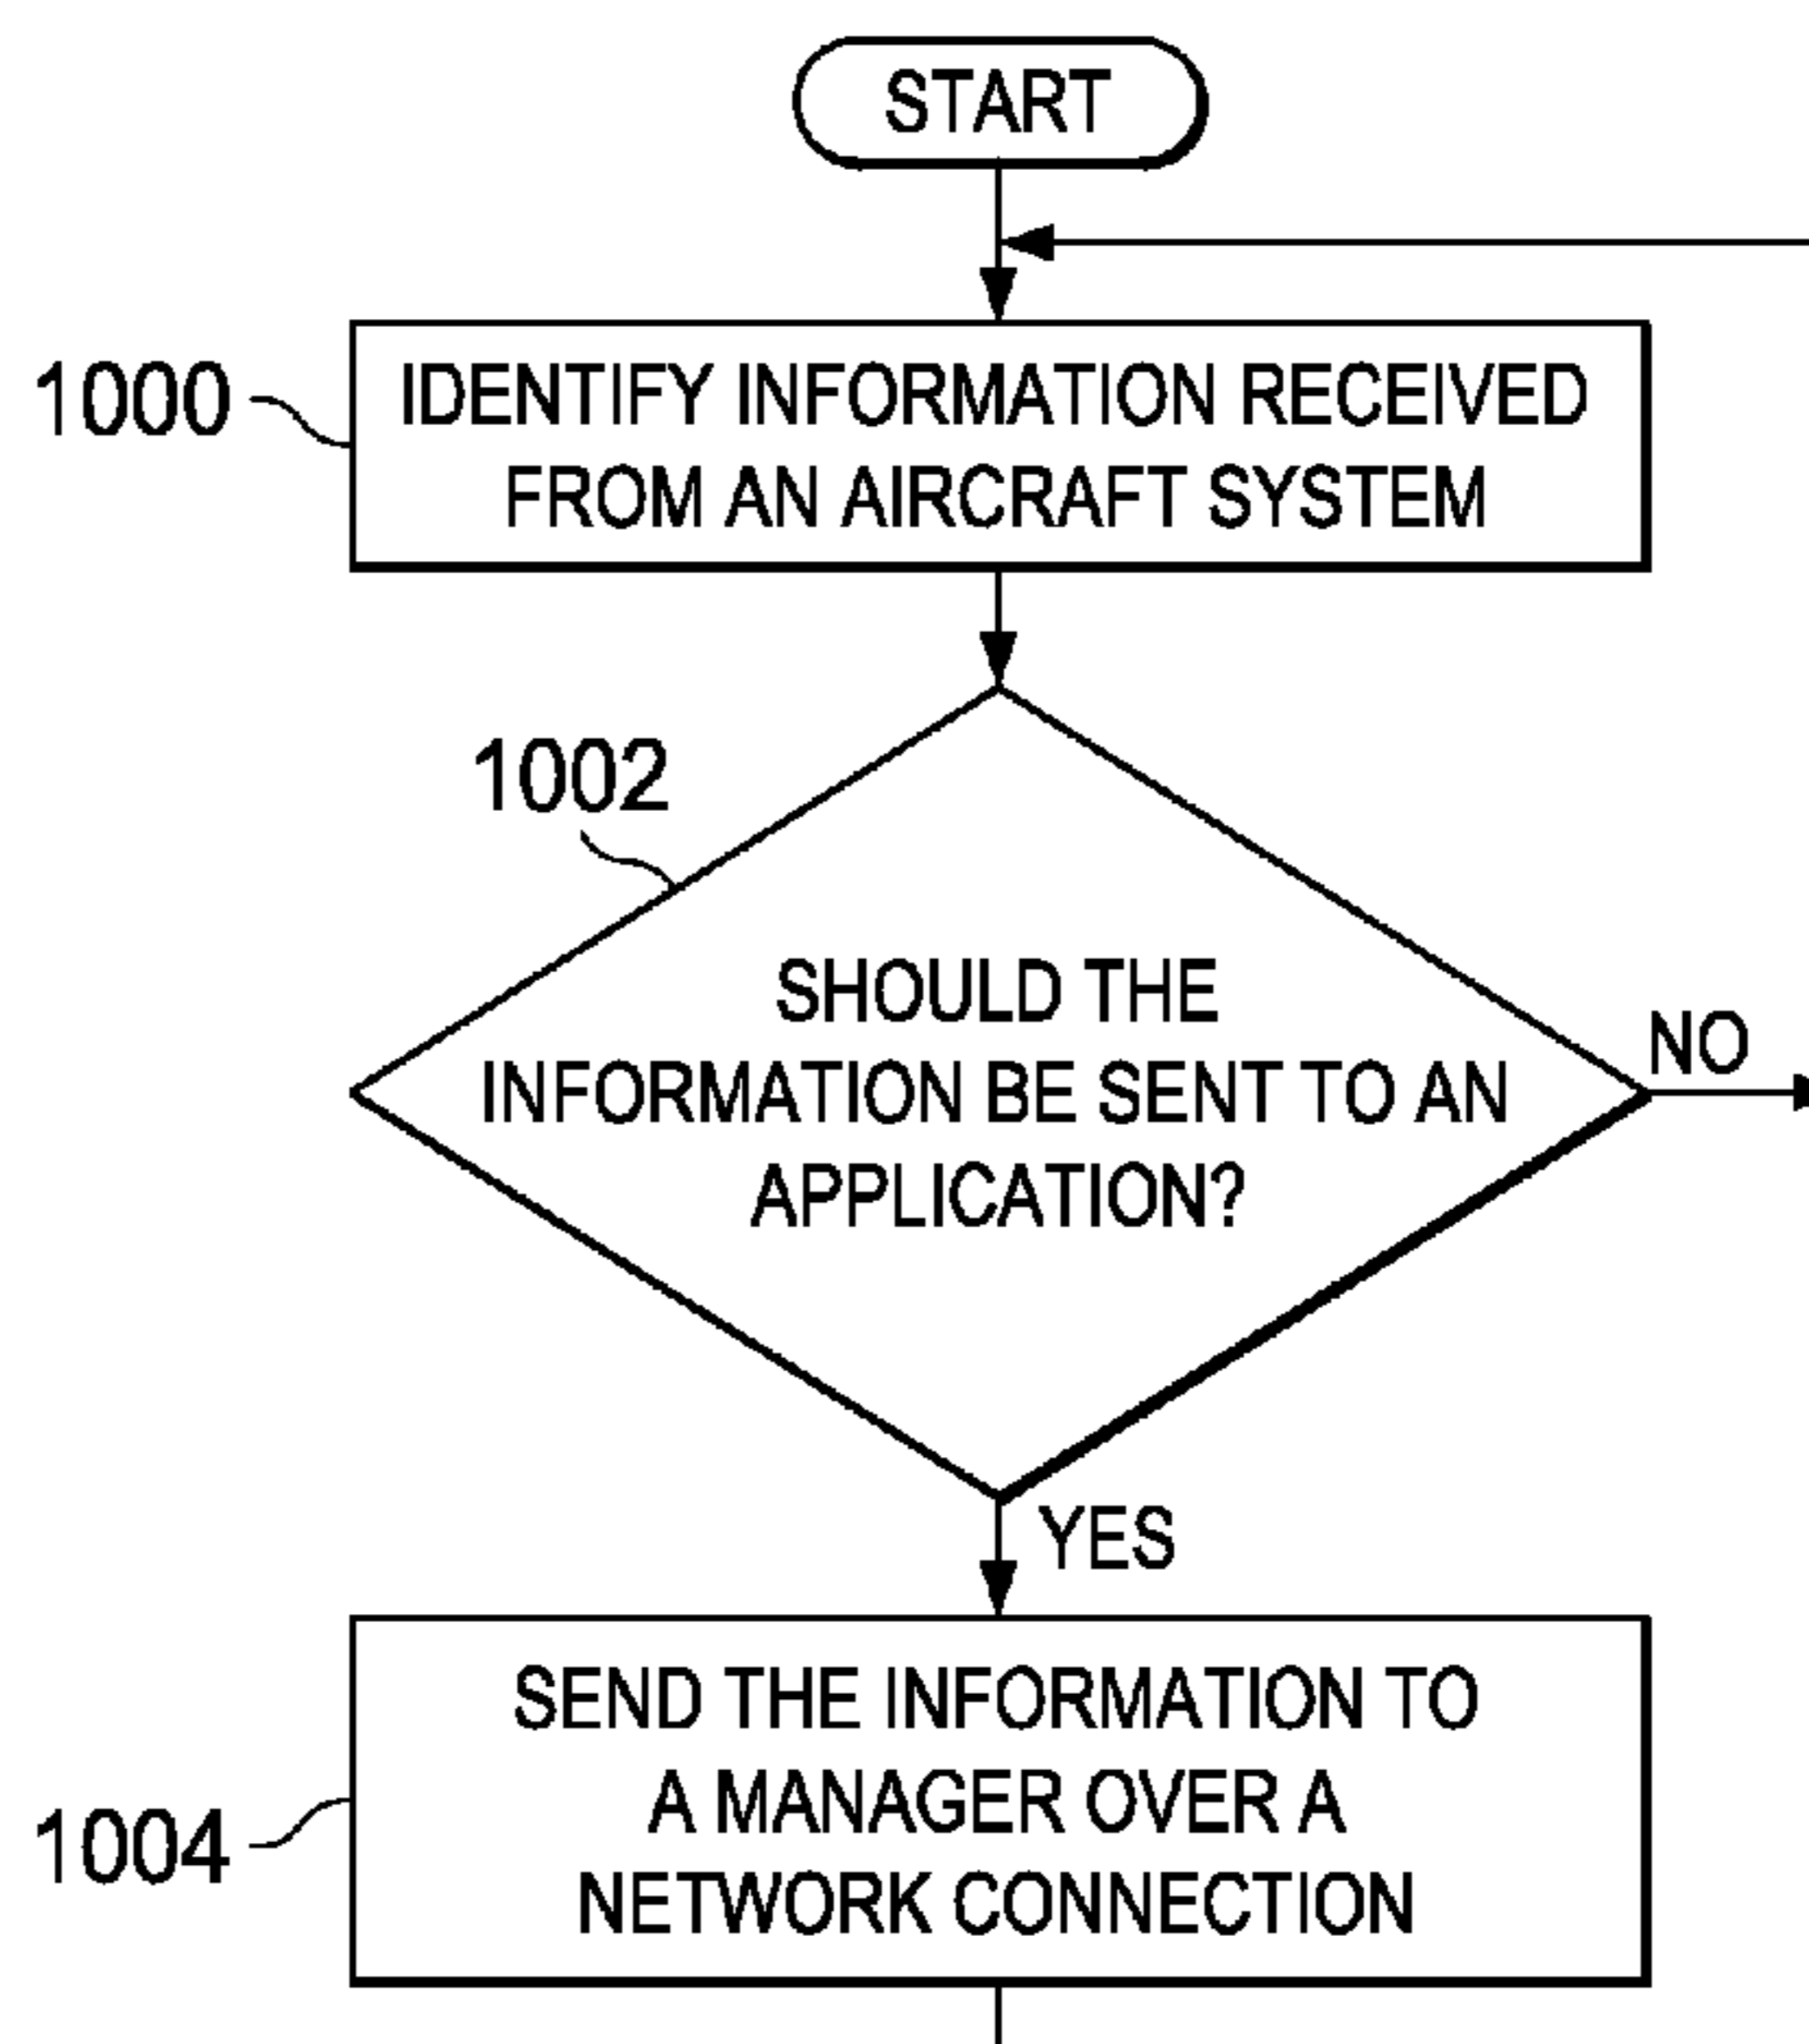 START
1000
IDENTIFY INFORMATION RECEIVED
FROM AN AIRCRAFT SYSTEM
1002
SHOULD THE
INFORMATION BE SENT TO AN
APPLICATION?
NO
YES
SEND THE INFORMATION TO
A MANAGER OVER A
NETWORK CONNECTION
1004